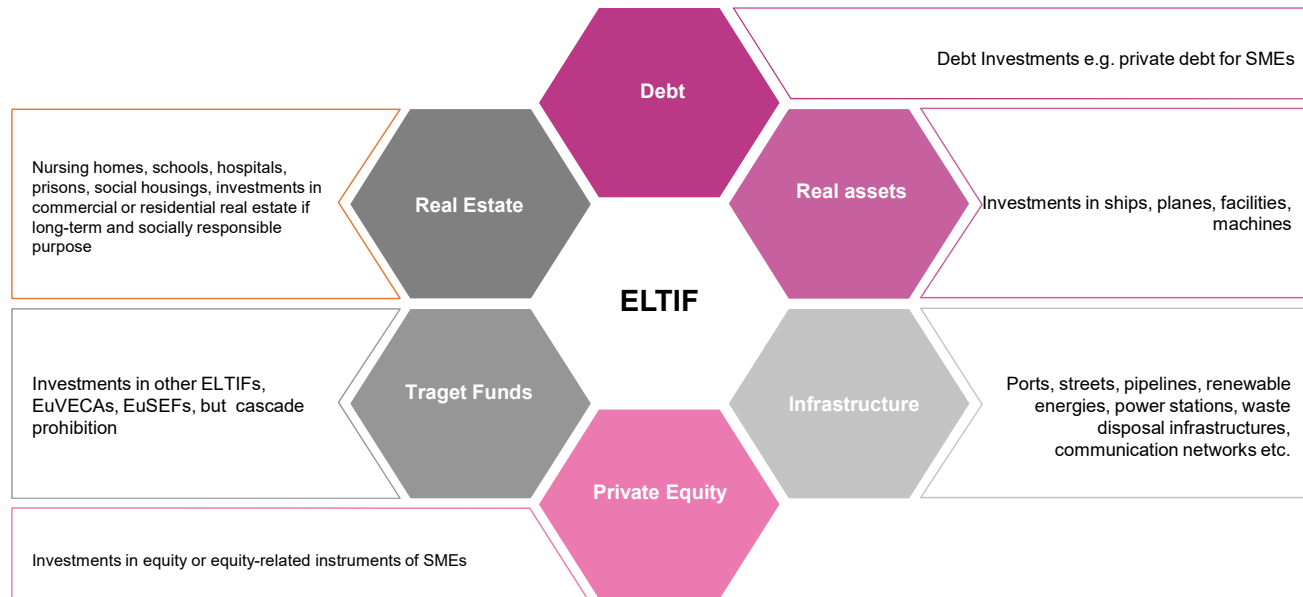 Debt
Debt Investments e.g. private debt for SMEs
Nursing homes, schools, hospitals,
prisons, social housings, investments in
commercial or residential real estate if
long-term and socially responsible
purpose
Real Estate
Real assets
Investments in ships, planes, facilities,
machines
ELTIF
Investments in other ELTIFs,
EuVECAs, EuSEFs, but cascade
prohibition
Traget Funds
Infrastructure
Ports, streets, pipelines, renewable
energies, power stations, waste
disposal infrastructures,
communication networks etc.
Private Equity
Investments in equity or equity-related instruments of SMEs